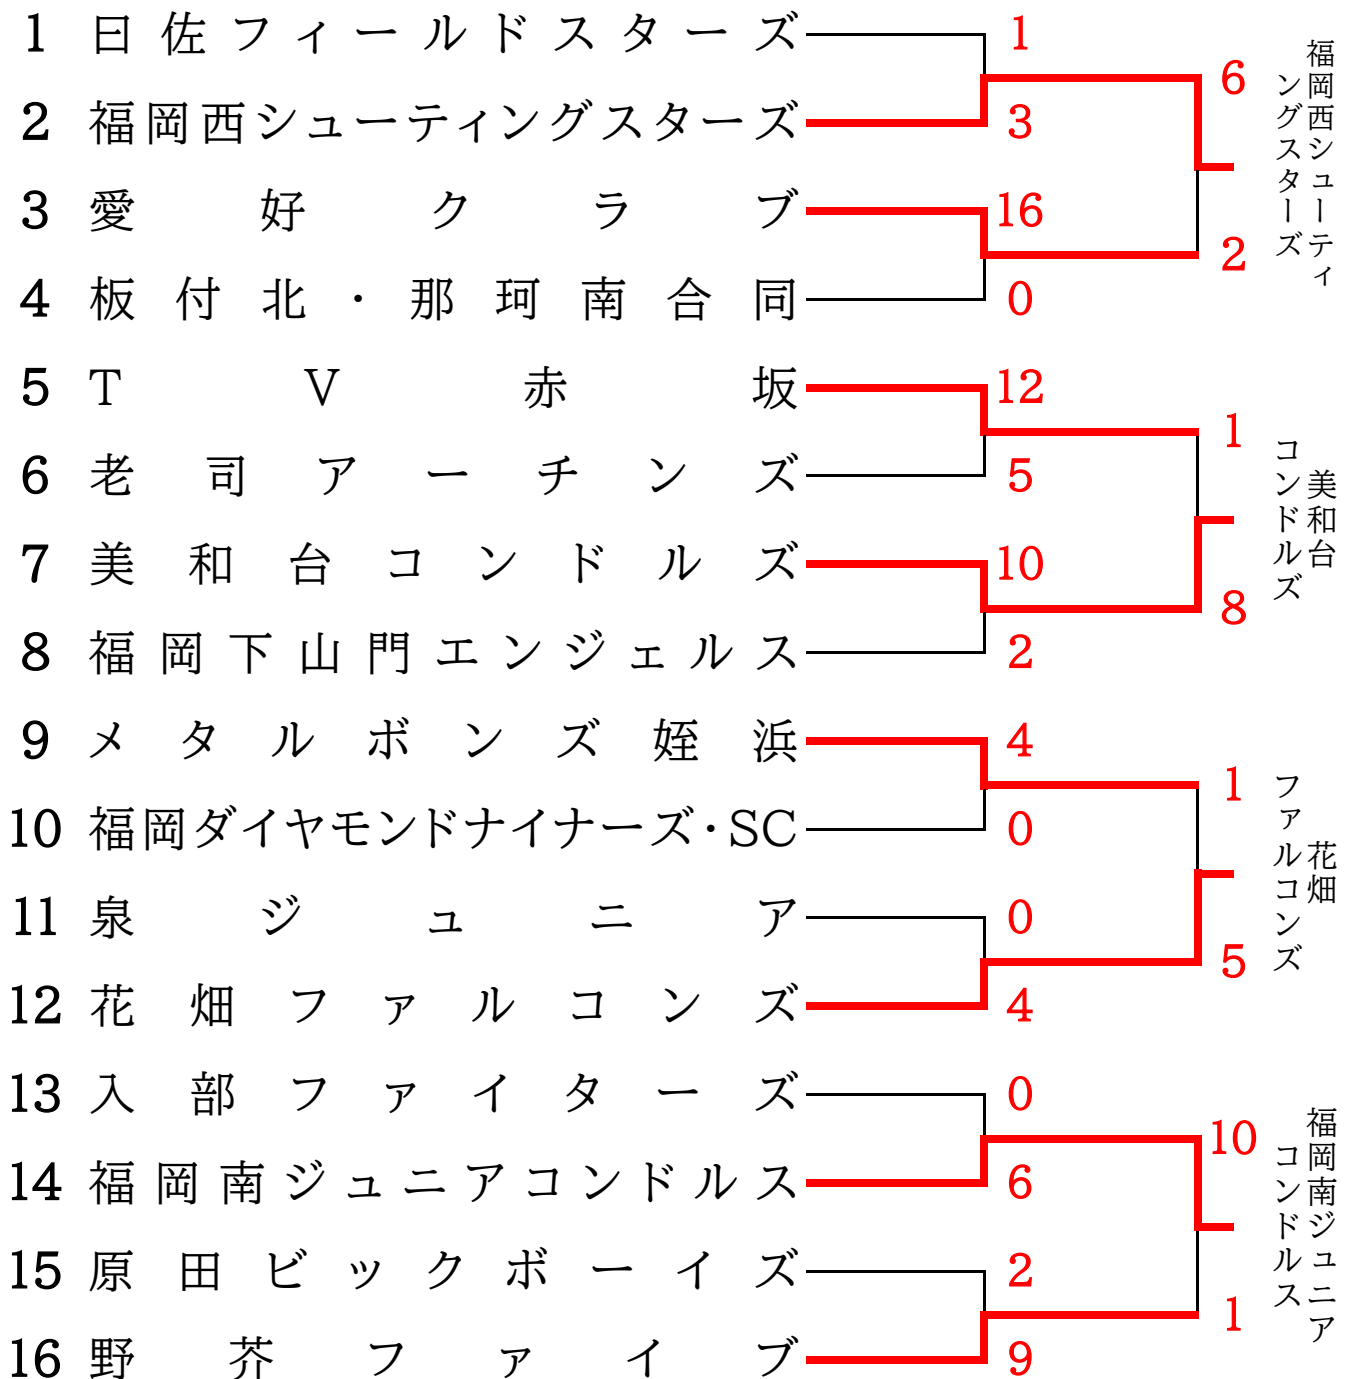 1 曰佐フィールドスターズ 1
2 福岡西シューティングスターズ 3
6
福岡西シューティ
ングスターズ
3 愛好クラブ 16
4 板付北・那珂南合同 0
2
5 TV赤坂 12
6 老司アーチンズ 5
1
美和台
コンドルズ
7 美和台コンドルズ 10
8 福岡下山門エンジェルス 2
8
9 メタルボンズ姪浜 4
10 福岡ダイヤモンドナイナーズ・SC 0
1
花畑
ファルコンズ
11 泉ジュニア 0
12 花畑ファルコンズ 4
5
13 入部ファイターズ 0
14 福岡南ジュニアコンドルス 6
10
福岡南ジュニア
コンドルス
15 原田ビックボーイズ 2
16 野芥ファイブ 9
1